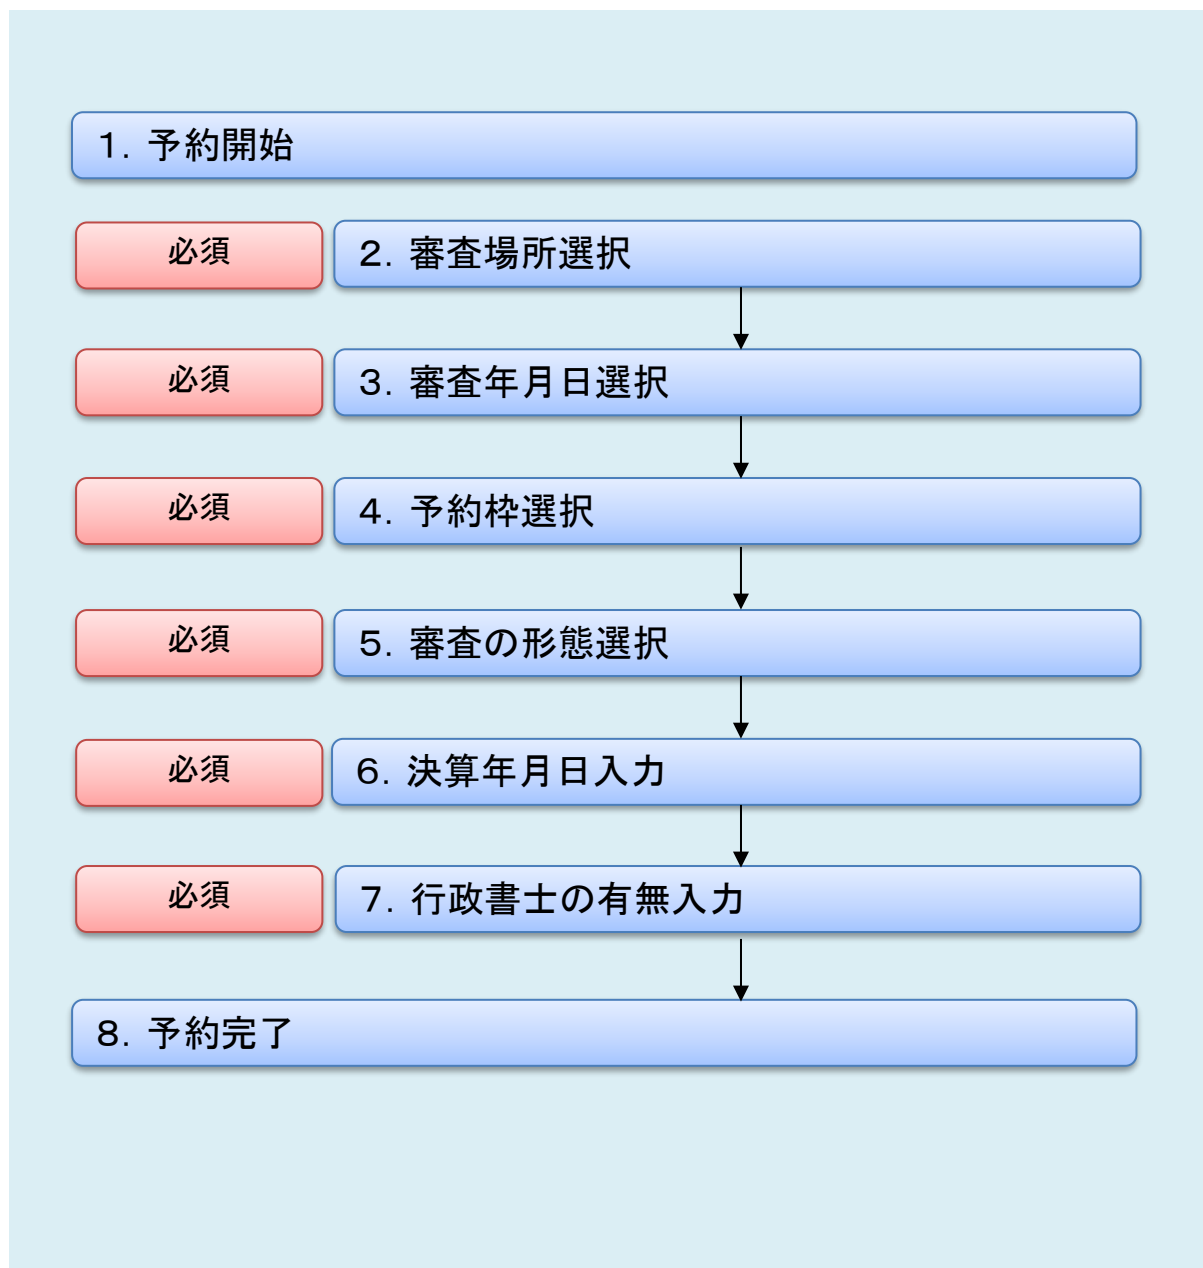 １．予約開始
必須
２．審査場所選択
必須
３．審査年月日選択
必須
４．予約枠選択
必須
５．審査の形態選択
必須
６．決算年月日入力
必須
７．行政書士の有無入力
８．予約完了